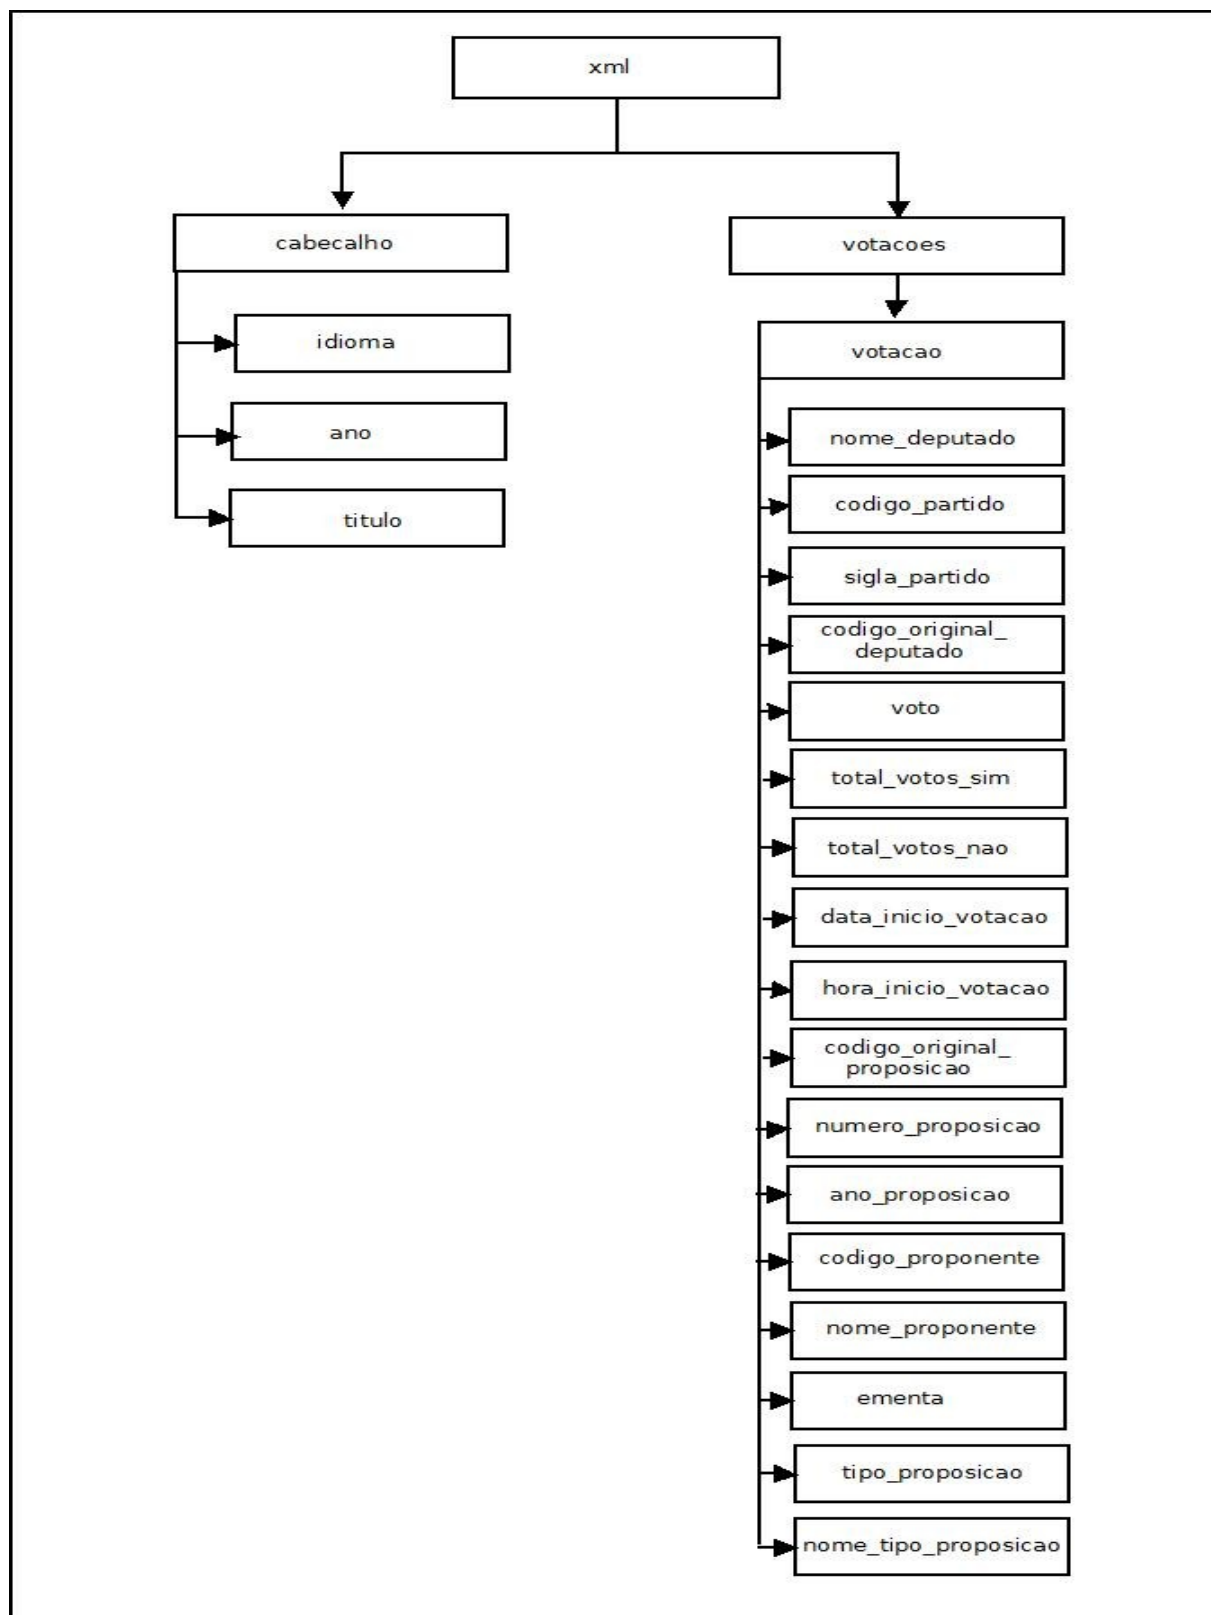 xml
cabecalho
idioma
ano
titulo
votacoes
votacao
nome_deputado
codigo_partido
sigla_partido
codigo_original_
deputado
voto
total_votos_sim
total_votos_nao
data_inicio_votacao
hora_inicio_votacao
codigo_original_
proposicao
numero_proposicao
ano_proposicao
codigo_proponente
nome_proponente
ementa
tipo_proposicao
nome_tipo_proposicao